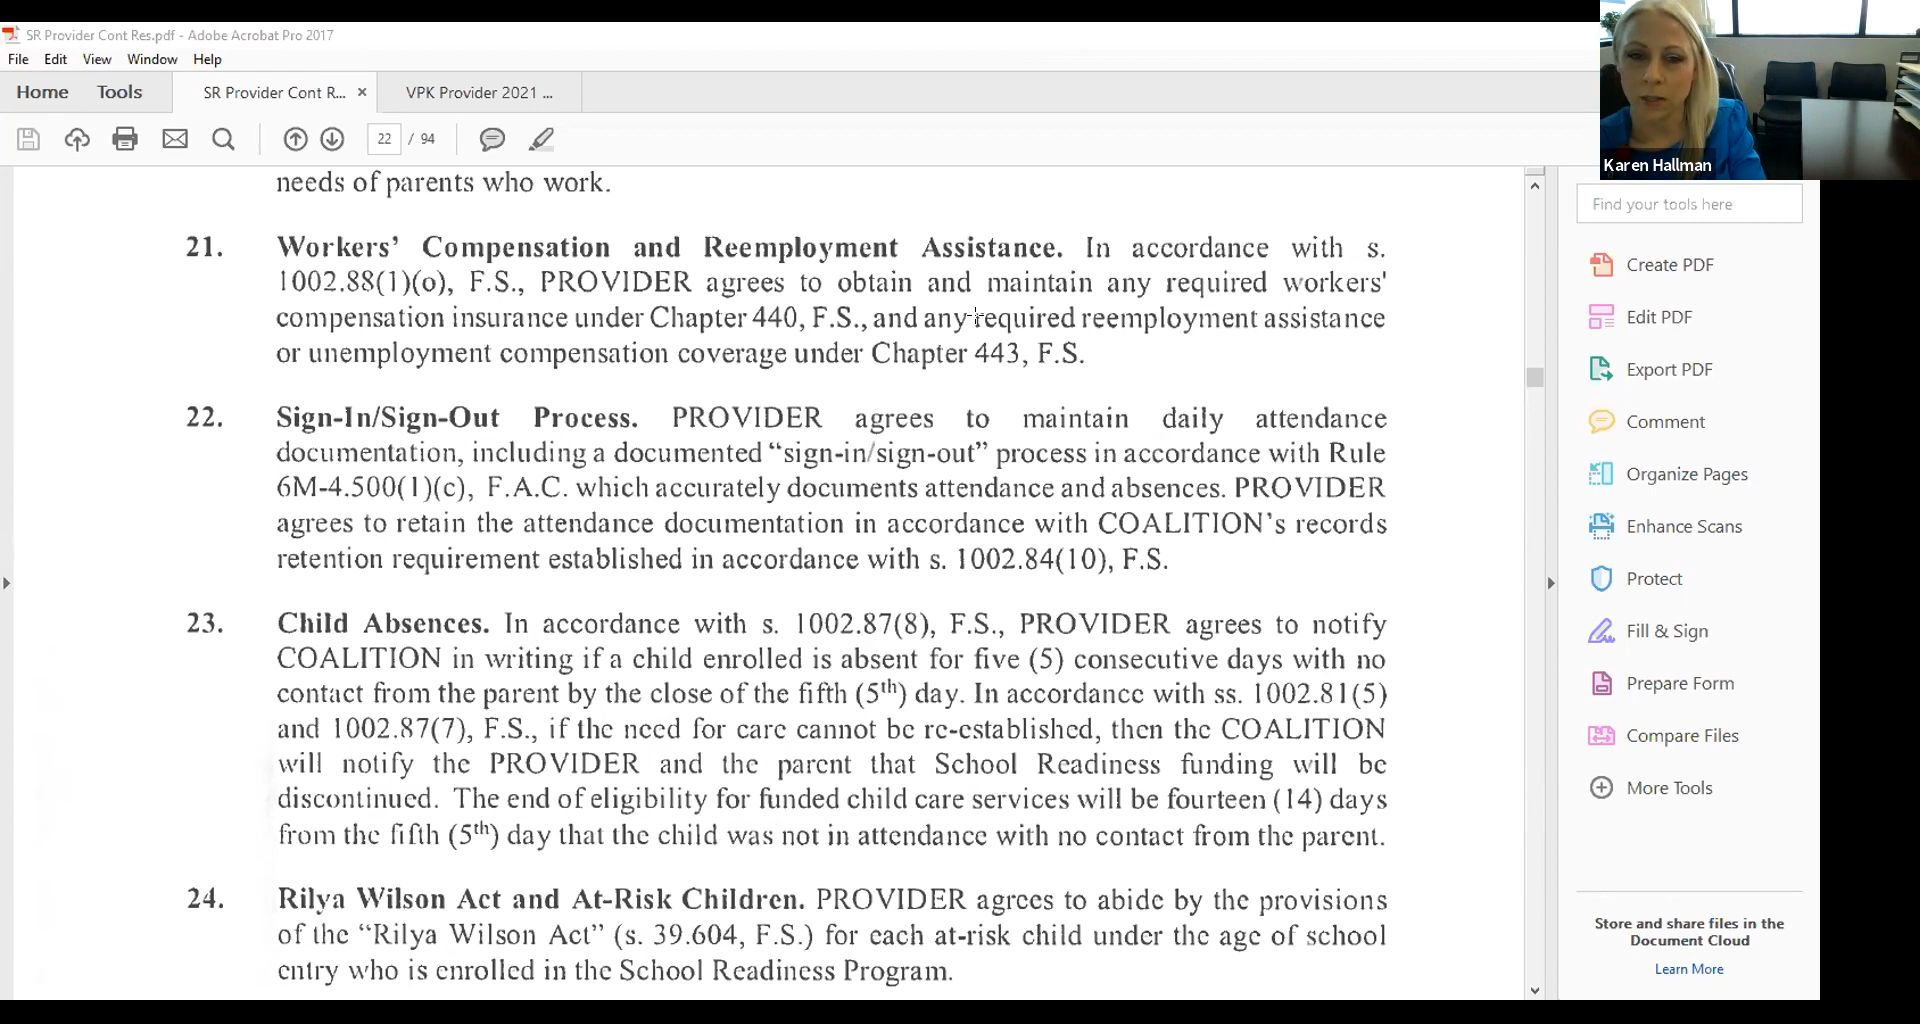 SR Provider Cont Res.pdf - Adobe Acrobat Pro 2017
File Edit View Window Help
Home Tools SR Provider Cont R... × VPK Provider 2021 ...
22 / 94
Karen Hallman
needs of parents who work.
21. Workers' Compensation and Reemployment Assistance. In accordance with s.
1002.88(1)(o), F.S., PROVIDER agrees to obtain and maintain any required workers'
compensation insurance under Chapter 440, F.S., and any required reemployment assistance
or unemployment compensation coverage under Chapter 443, F.S.
22. Sign-In/Sign-Out Process. PROVIDER agrees to maintain daily attendance
documentation, including a documented “sign-in/sign-out” process in accordance with Rule
6M-4.500(1)(c), F.A.C. which accurately documents attendance and absences. PROVIDER
agrees to retain the attendance documentation in accordance with COALITION's records
retention requirement established in accordance with s. 1002.84(10), F.S.
23. Child Absences. In accordance with s. 1002.87(8), F.S., PROVIDER agrees to notify
COALITION in writing if a child enrolled is absent for five (5) consecutive days with no
contact from the parent by the close of the fifth (5th) day. In accordance with ss. 1002.81(5)
and 1002.87(7), F.S., if the need for care cannot be re-established, then the COALITION
will notify the PROVIDER and the parent that School Readiness funding will be
discontinued. The end of eligibility for funded child care services will be fourteen (14) days
from the fifth (5th) day that the child was not in attendance with no contact from the parent.
24. Rilya Wilson Act and At-Risk Children. PROVIDER agrees to abide by the provisions
of the “Rilya Wilson Act” (s. 39.604, F.S.) for each at-risk child under the age of school
entry who is enrolled in the School Readiness Program.
Find your tools here
Create PDF
Edit PDF
Export PDF
Comment
Organize Pages
Enhance Scans
Protect
Fill & Sign
Prepare Form
Compare Files
More Tools
Store and share files in the
Document Cloud
Learn More